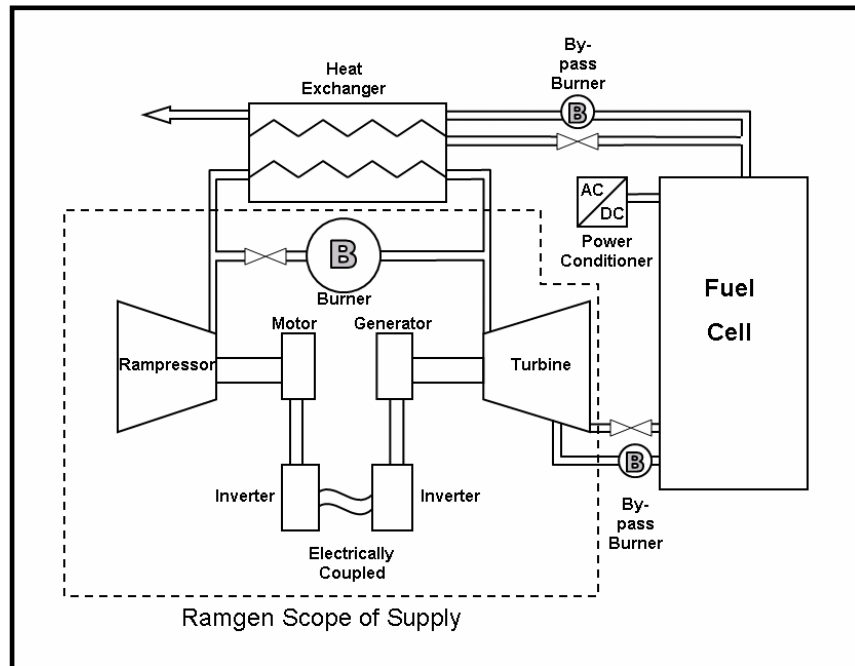 By-
pass
Burner
Heat
Exchanger
B
AC
DC
Power
Conditioner
Fuel
Cell
B
Burner
Motor
Generator
Rampressor
Turbine
B
By-
pass
Burner
Inverter
Inverter
Electrically
Coupled
Ramgen Scope of Supply